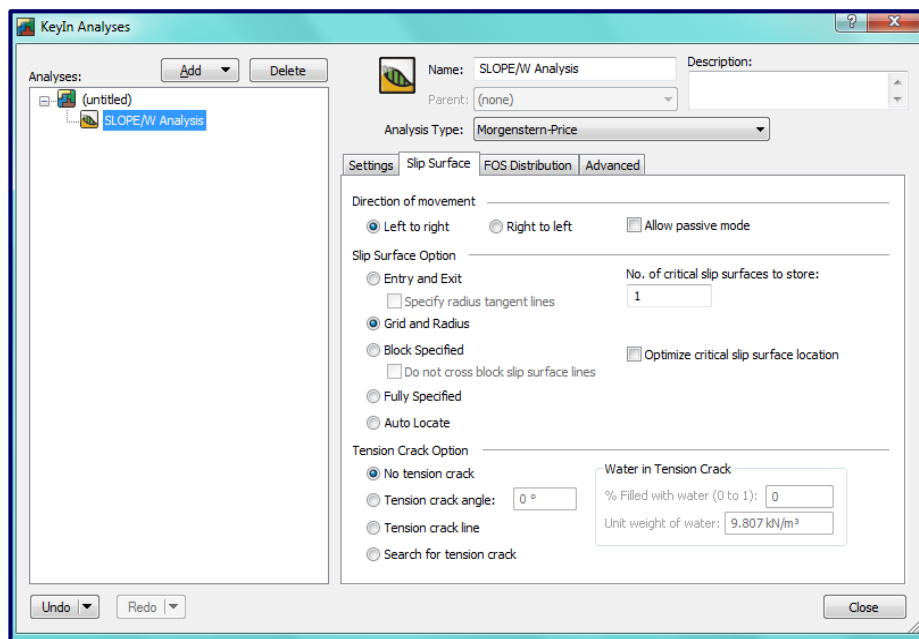 KeyIn Analyses
?
Analyses:
Add
Delete
(untitled)
SLOPE/W Analysis
Name: SLOPE/W Analysis
Description:
Parent: (none)
Analysis Type: Morgenstern-Price
Settings
Slip Surface
FOS Distribution
Advanced
Direction of movement
Left to right
Right to left
Allow passive mode
Slip Surface Option
Entry and Exit
Specify radius tangent lines
Grid and Radius
Block Specified
Do not cross block slip surface lines
Fully Specified
Auto Locate
No. of critical slip surfaces to store:
1
Optimize critical slip surface location
Tension Crack Option
No tension crack
Tension crack angle: 0 °
Tension crack line
Search for tension crack
Water in Tension Crack
% Filled with water (0 to 1): 0
Unit weight of water: 9.807 kN/m³
Undo
Redo
Close